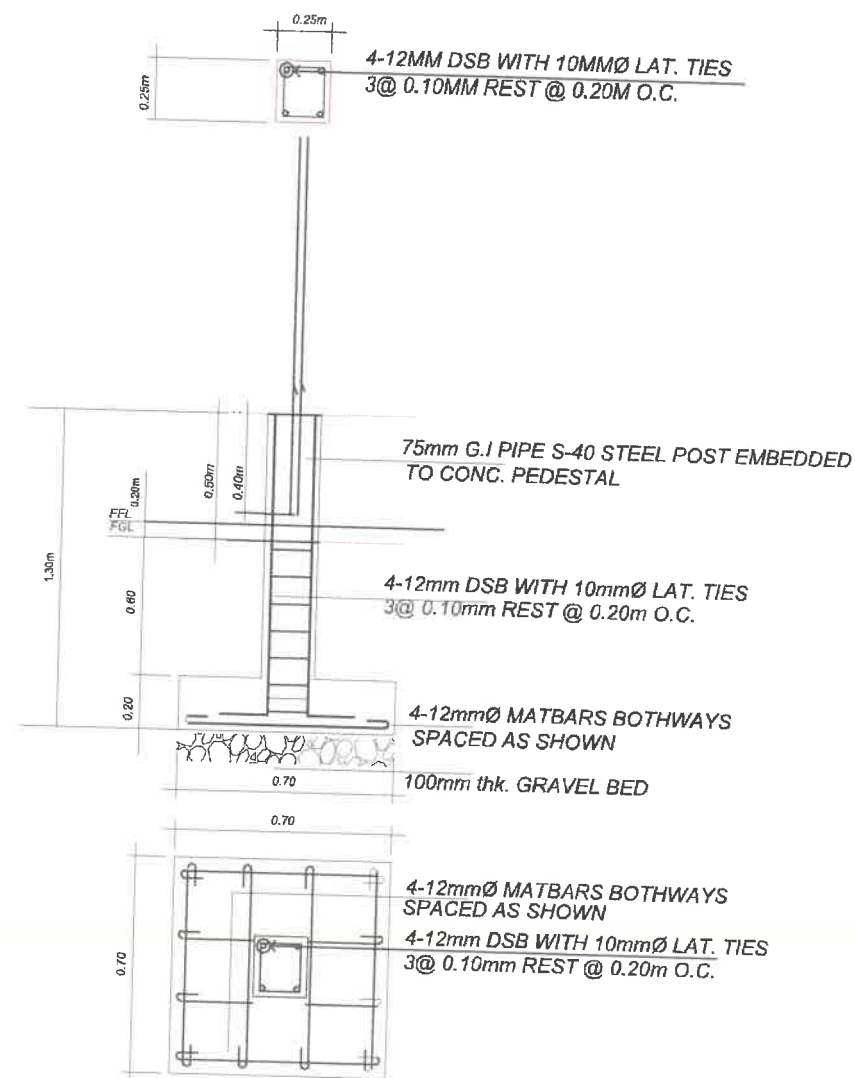 0.25m
0.25m
4-12MM DSB WITH 10MMØ LAT. TIES
3@ 0.10MM REST @ 0.20M O.C.
75mm G.I PIPE S-40 STEEL POST EMBEDDED
TO CONC. PEDESTAL
0.50m
0.40m
0.20m
FFL
FGL
1.30m
0.60
4-12mm DSB WITH 10mmØ LAT. TIES
3@ 0.10mm REST @ 0.20m O.C.
0.20
4-12mmØ MATBARS BOTHWAYS
SPACED AS SHOWN
0.70
100mm thk. GRAVEL BED
0.70
4-12mmØ MATBARS BOTHWAYS
SPACED AS SHOWN
0.70
4-12mm DSB WITH 10mmØ LAT. TIES
3@ 0.10mm REST @ 0.20m O.C.